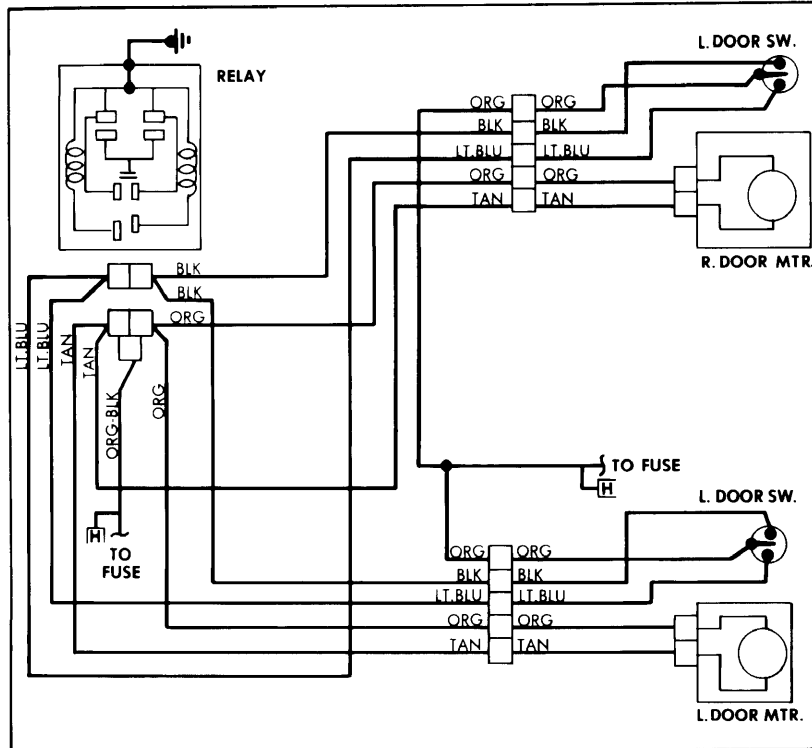 L. DOOR SW.
RELAY
ORG ORG
BLK BLK
LT.BLU LT.BLU
ORG ORG
TAN TAN
R. DOOR MTR.
BLK
BLK
ORG
LT.BLU
LT.BLU
TAN
TAN
ORG-BLK
ORG
H
TO
FUSE
TO FUSE
H
L. DOOR SW.
ORG ORG
BLK BLK
LT.BLU LT.BLU
ORG ORG
TAN TAN
L. DOOR MTR.